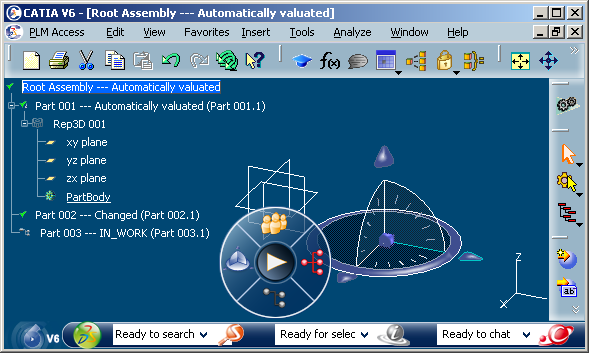 CATIA V6 - [Root Assembly --- Automatically valuated]
PLM Access Edit View Favorites Insert Tools Analyze Window Help
f(x)
Root Assembly --- Automatically valuated
Part 001 --- Automatically valuated (Part 001.1)
Rep3D 001
xy plane
yz plane
zx plane
PartBody
Part 002 --- Changed (Part 002.1)
Part 003 --- IN_WORK (Part 003.1)
ab
z
x
V6 Ready to search Ready for selec Ready to chat